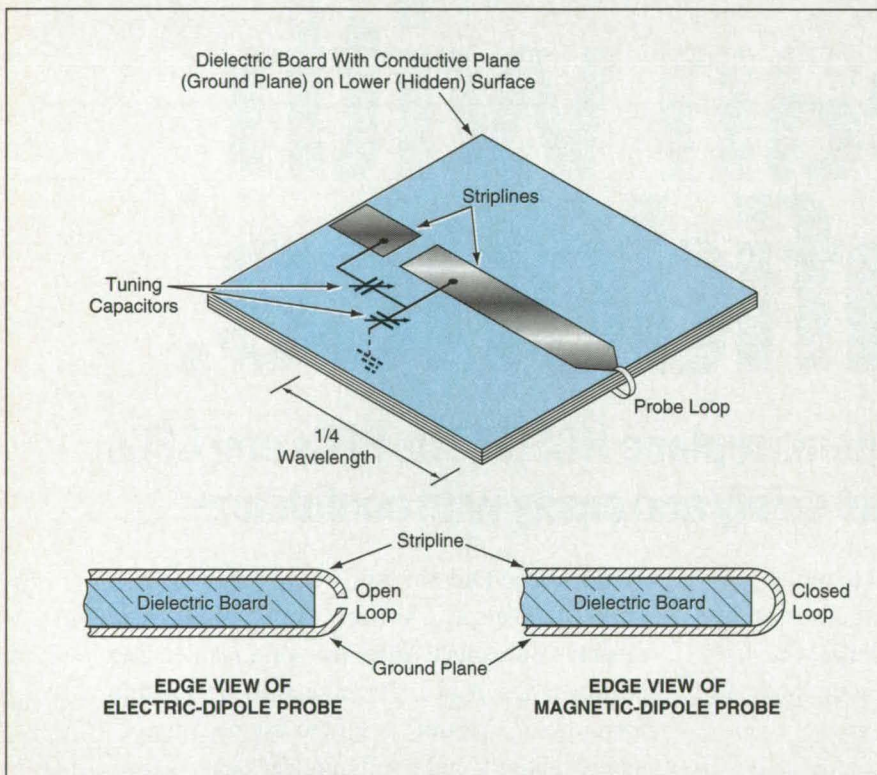 Dielectric Board With Conductive Plane
(Ground Plane) on Lower (Hidden) Surface
Striplines
Tuning
Capacitors
Probe Loop
1/4
Wavelength
Stripline
Dielectric Board
Open
Loop
Dielectric Board
Closed
Loop
Ground Plane
EDGE VIEW OF
ELECTRIC-DIPOLE PROBE
EDGE VIEW OF
MAGNETIC-DIPOLE PROBE